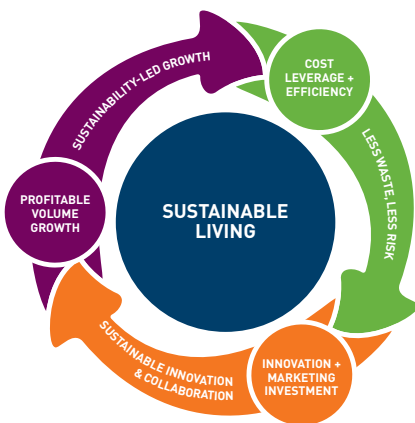 SUSTAINABILITY-LED GROWTH
COST
LEVERAGE +
EFFICIENCY
LESS WASTE, LESS RISK
PROFITABLE
VOLUME
GROWTH
SUSTAINABLE
LIVING
SUSTAINABLE INNOVATION
& COLLABORATION
INNOVATION +
MARKETING
INVESTMENT